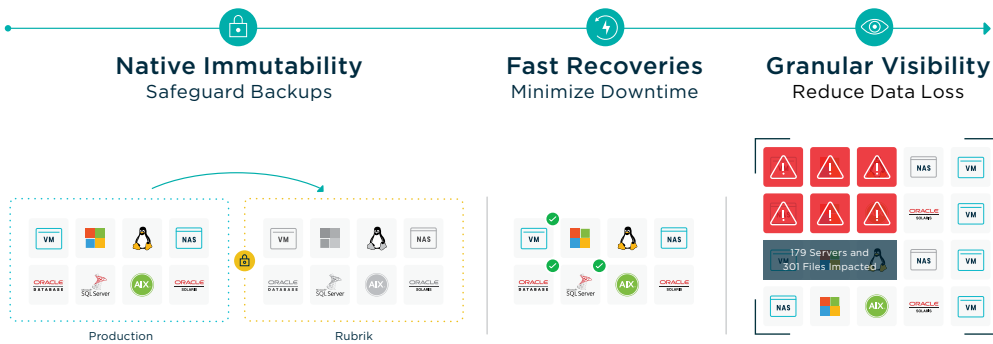 Native Immutability
Safeguard Backups
Fast Recoveries
Minimize Downtime
Granular Visibility
Reduce Data Loss
VM
NAS
ORACLE
DATABASE
SQL Server
AIX
ORACLE
SOLARIS
Production
VM
NAS
ORACLE
DATABASE
SQL Server
AIX
ORACLE
SOLARIS
Rubrik
VM
NAS
ORACLE
DATABASE
SQL Server
AIX
ORACLE
SOLARIS
NAS
VM
ORACLE
SOLARIS
VM
VM
179 Servers and
301 Files Impacted
NAS
VM
NAS
AIX
ORACLE
SOLARIS
VM